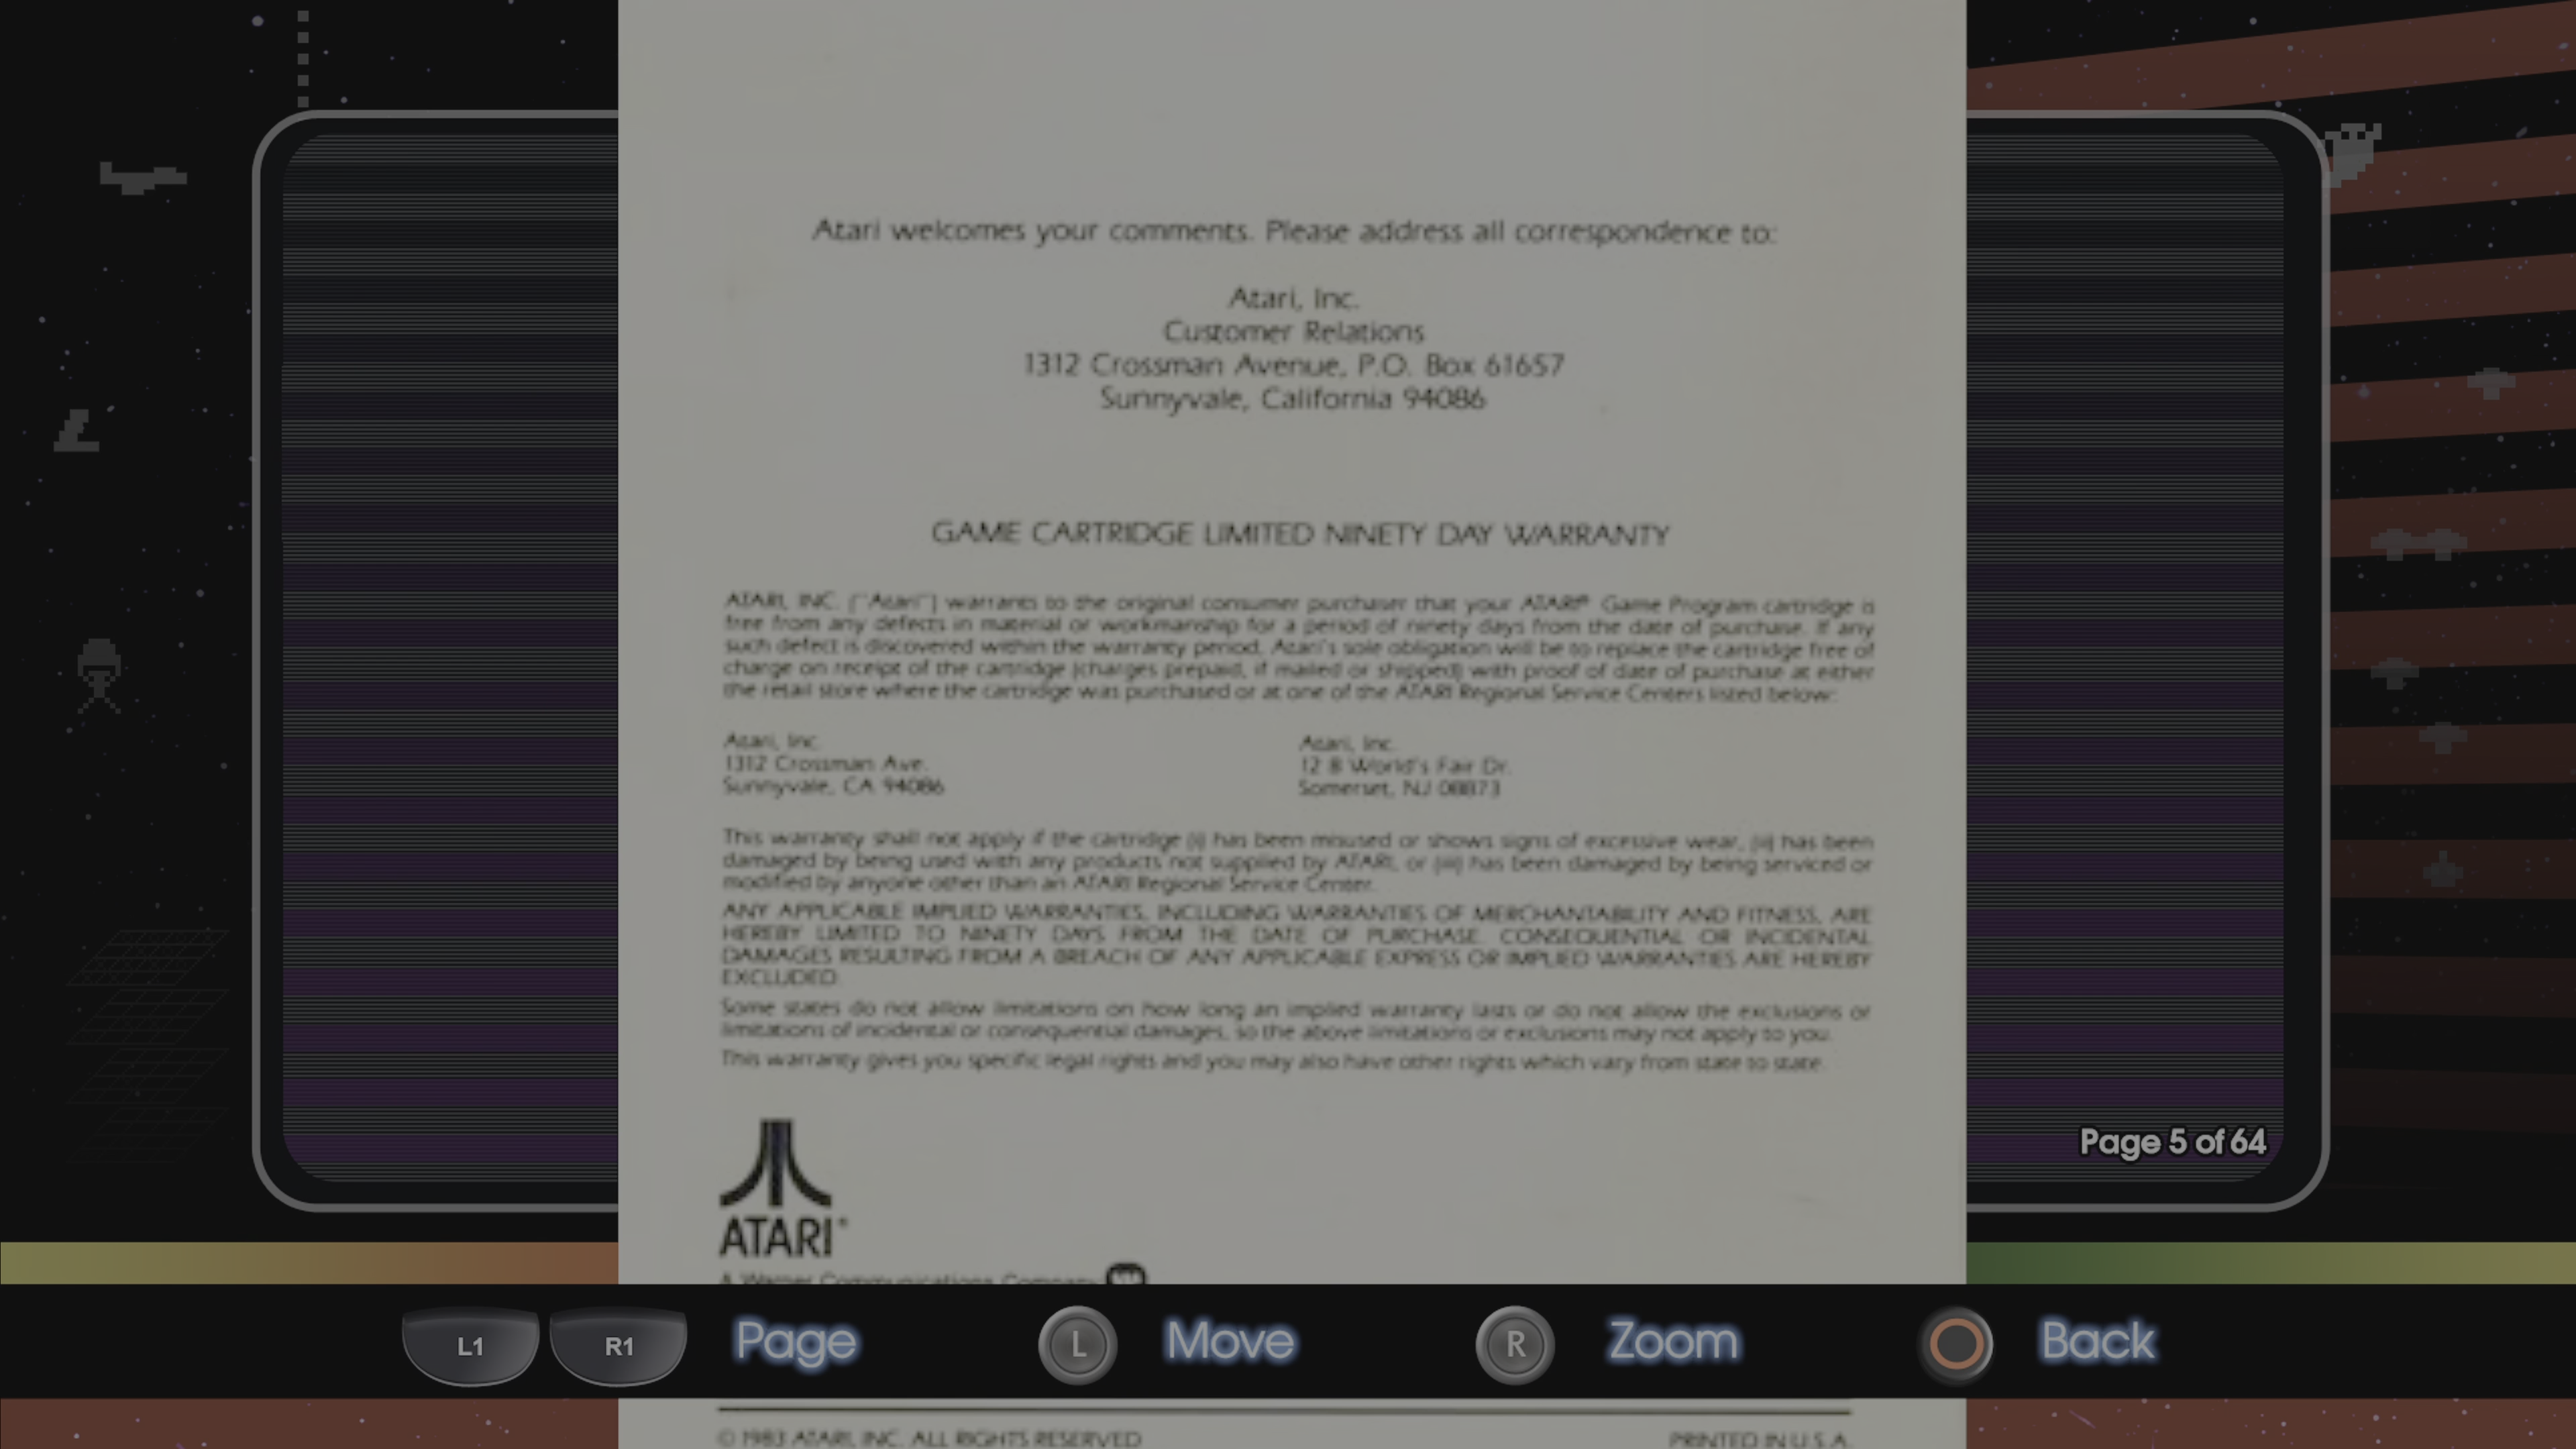 Atari welcomes your comments. Please address all correspondence to:
Atari, Inc.
Customer Relations
1312 Crossman Avenue, P.O. Box 61657
Sunnyvale, California 94086
GAME CARTRIDGE LIMITED NINETY DAY WARRANTY
ATARI, INC. ("Atari") warrants to the original consumer purchaser that your ATARI® Game Program cartridge is
free from any defects in material or workmanship for a period of ninety days from the date of purchase. If any
such defect is discovered within the warranty period, Atari's sole obligation will be to replace the cartridge free of
charge on receipt of the cartridge (charges prepaid, if mailed or shipped) with proof of date of purchase at either
the retail store where the cartridge was purchased or at one of the ATARI Regional Service Centers listed below:
Atari, Inc.
1312 Crossman Ave.
Sunnyvale, CA 94086
Atari, Inc.
12 B World's Fair Dr.
Somerset, NJ 08873
This warranty shall not apply if the cartridge (i) has been misused or shows signs of excessive wear, (ii) has been
damaged by being used with any products not supplied by ATARI, or (iii) has been damaged by being serviced or
modified by anyone other than an ATARI Regional Service Center.
ANY APPLICABLE IMPLIED WARRANTIES, INCLUDING WARRANTIES OF MERCHANTABILITY AND FITNESS, ARE
HEREBY LIMITED TO NINETY DAYS FROM THE DATE OF PURCHASE. CONSEQUENTIAL OR INCIDENTAL
DAMAGES RESULTING FROM A BREACH OF ANY APPLICABLE EXPRESS OR IMPLIED WARRANTIES ARE HEREBY
EXCLUDED.
Some states do not allow limitations on how long an implied warranty lasts or do not allow the exclusions or
limitations of incidental or consequential damages, so the above limitations or exclusions may not apply to you.
This warranty gives you specific legal rights and you may also have other rights which vary from state to state.
ATARI®
A Warner Communications Company
Page 5 of 64
L1 R1 Page L Move R Zoom Back
© 1983 ATARI, INC. ALL RIGHTS RESERVED
PRINTED IN U.S.A.